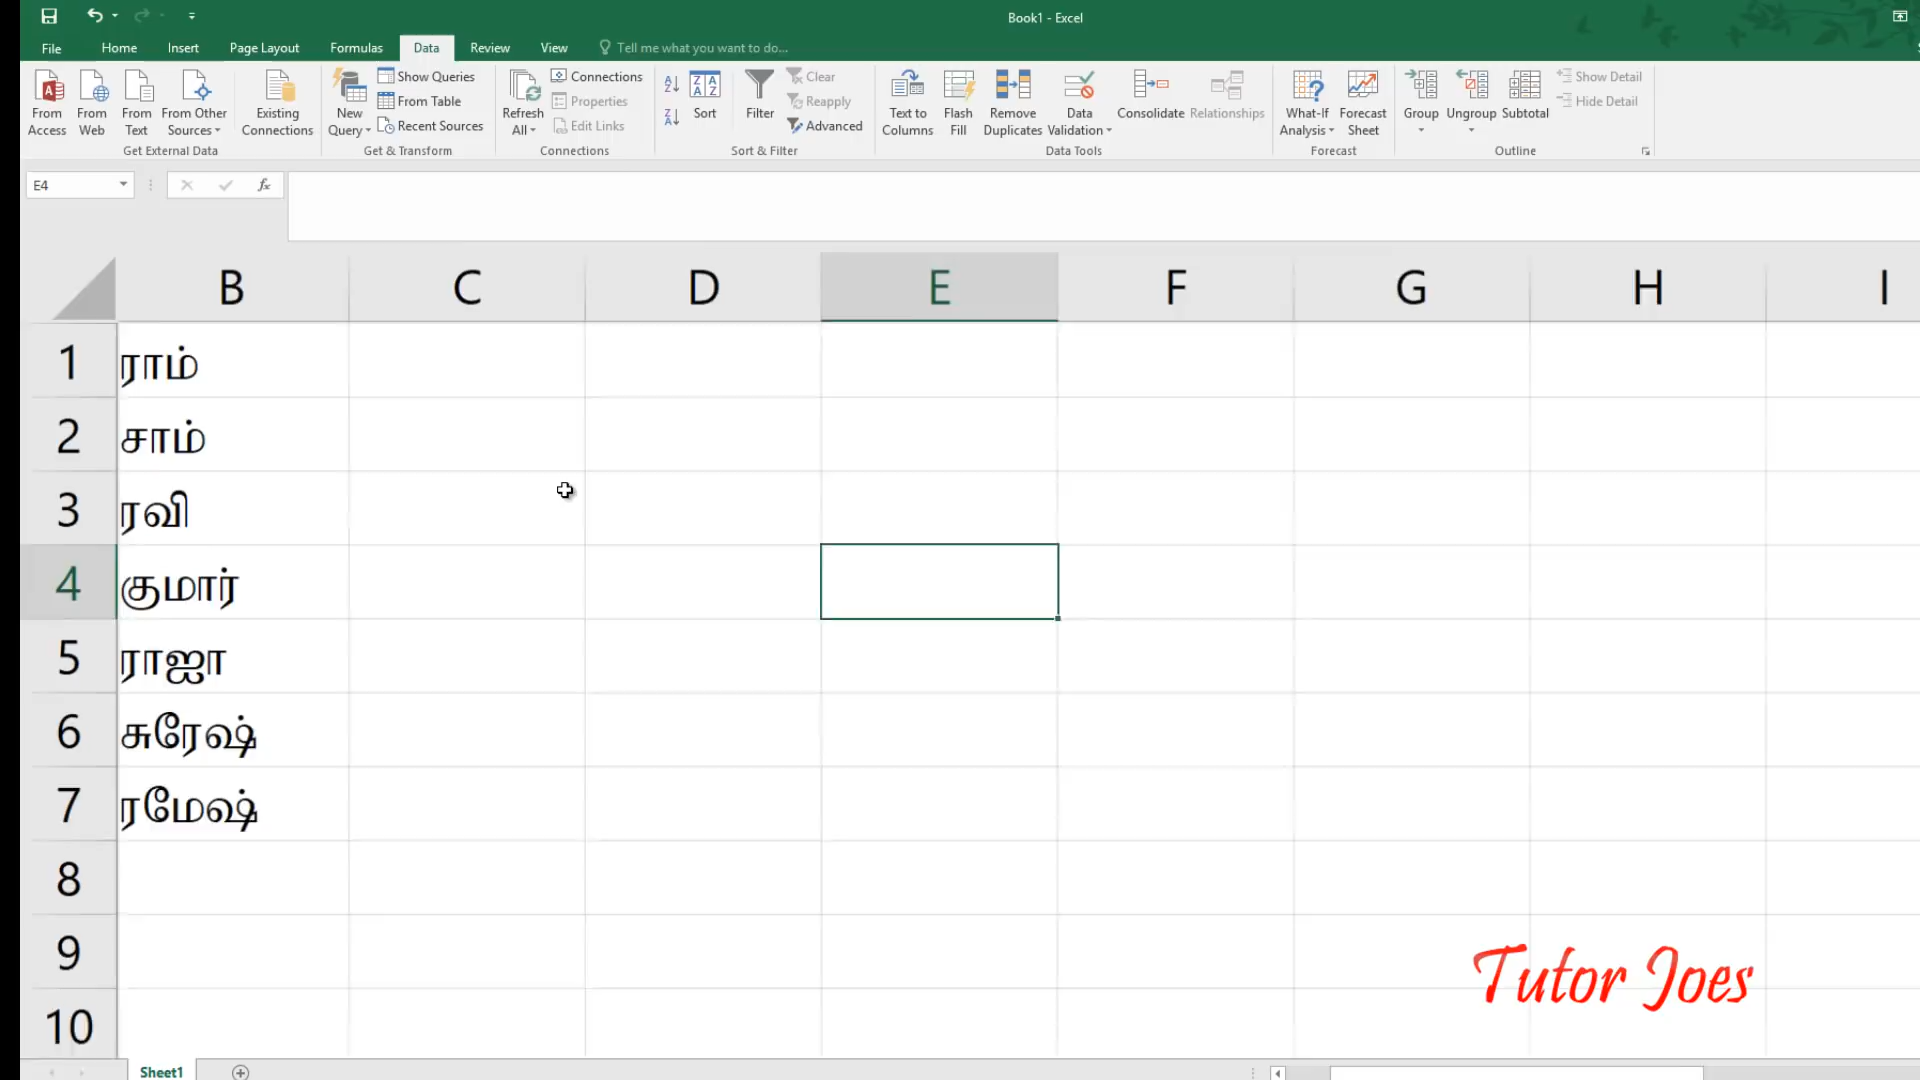 Book1 - Excel
File Home Insert Page Layout Formulas Data Review View Tell me what you want to do...
From Access From Web From Text From Other Sources Existing Connections
Get External Data
New Query Show Queries From Table Recent Sources
Get & Transform
Refresh All Connections Properties Edit Links
Connections
Sort Filter Clear Reapply Advanced
Sort & Filter
Text to Columns Flash Fill Remove Duplicates Data Validation Consolidate Relationships
Data Tools
What-If Analysis Forecast Sheet
Forecast
Group Ungroup Subtotal Show Detail Hide Detail
Outline
E4 fx
B C D E F G H I
1 ராம்
2 சாம்
3 ரவி
4 குமார்
5 ராஜா
6 சுரேஷ்
7 ரமேஷ்
8
9
10
Tutor Joes
Sheet1